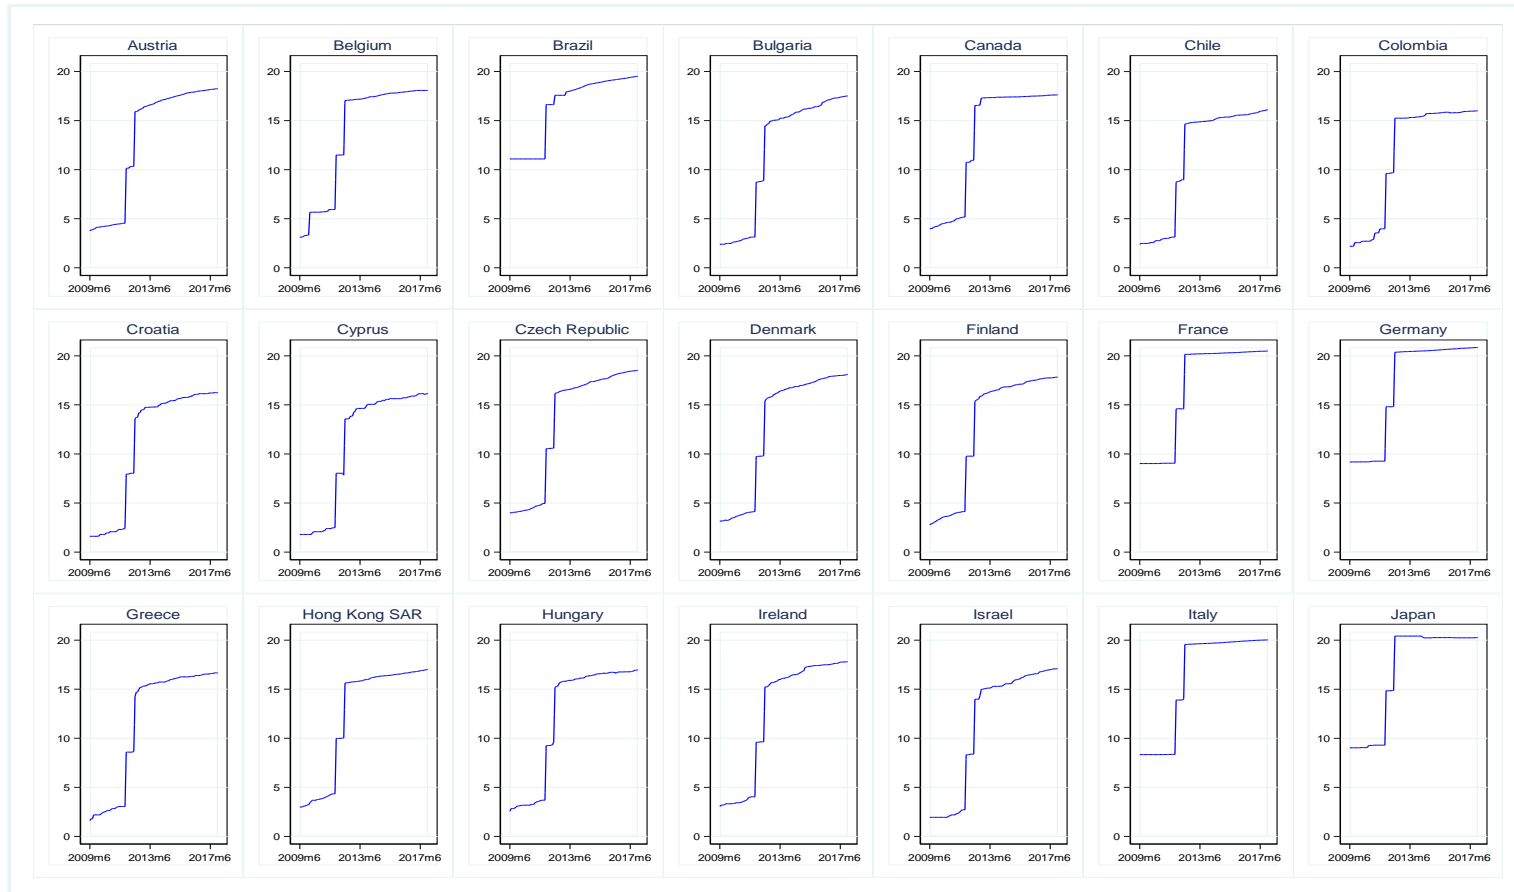 Austria Belgium Brazil Bulgaria Canada Chile Colombia
20 20 20 20 20 20 20
15 15 15 15 15 15 15
10 10 10 10 10 10 10
5 5 5 5 5 5 5
0 0 0 0 0 0 0
2009m6 2013m6 2017m6 2009m6 2013m6 2017m6 2009m6 2013m6 2017m6 2009m6 2013m6 2017m6 2009m6 2013m6 2017m6 2009m6 2013m6 2017m6 2009m6 2013m6 2017m6
Croatia Cyprus Czech Republic Denmark Finland France Germany
20 20 20 20 20 20 20
15 15 15 15 15 15 15
10 10 10 10 10 10 10
5 5 5 5 5 5 5
0 0 0 0 0 0 0
2009m6 2013m6 2017m6 2009m6 2013m6 2017m6 2009m6 2013m6 2017m6 2009m6 2013m6 2017m6 2009m6 2013m6 2017m6 2009m6 2013m6 2017m6 2009m6 2013m6 2017m6
Greece Hong Kong SAR Hungary Ireland Israel Italy Japan
20 20 20 20 20 20 20
15 15 15 15 15 15 15
10 10 10 10 10 10 10
5 5 5 5 5 5 5
0 0 0 0 0 0 0
2009m6 2013m6 2017m6 2009m6 2013m6 2017m6 2009m6 2013m6 2017m6 2009m6 2013m6 2017m6 2009m6 2013m6 2017m6 2009m6 2013m6 2017m6 2009m6 2013m6 2017m6